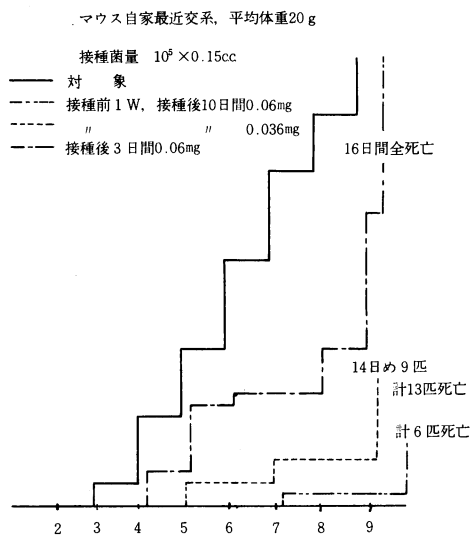 マウス自家最近交系，平均体重20g
接種菌量 10⁵×0.15cc
対 象
接種前1W，接種後10日間0.06mg
〃 〃 0.036mg
接種後3日間0.06mg
16日間全死亡
14日め9匹
計13匹死亡
計6匹死亡
2 3 4 5 6 7 8 9